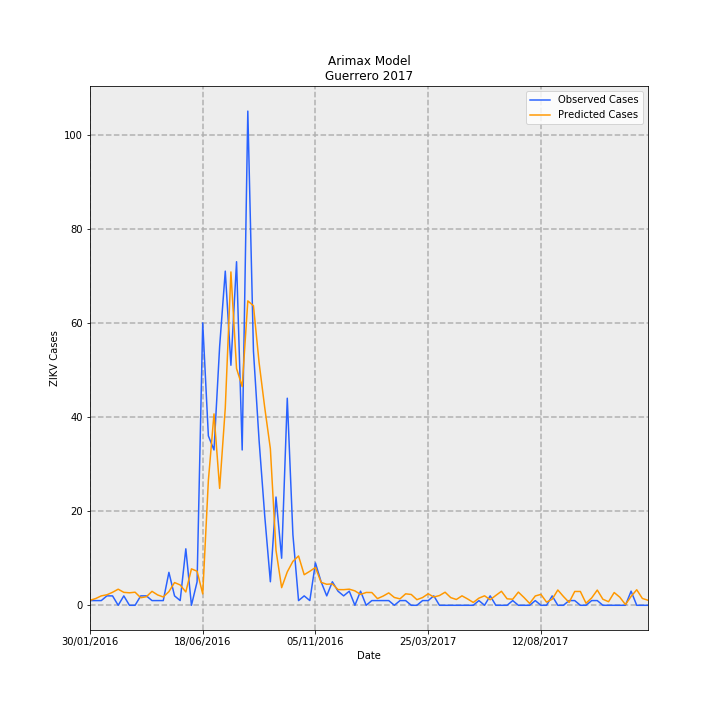 Arimax Model
Guerrero 2017
Observed Cases
Predicted Cases
100
80
60
40
20
0
ZIKV Cases
30/01/2016
18/06/2016
05/11/2016
25/03/2017
12/08/2017
Date